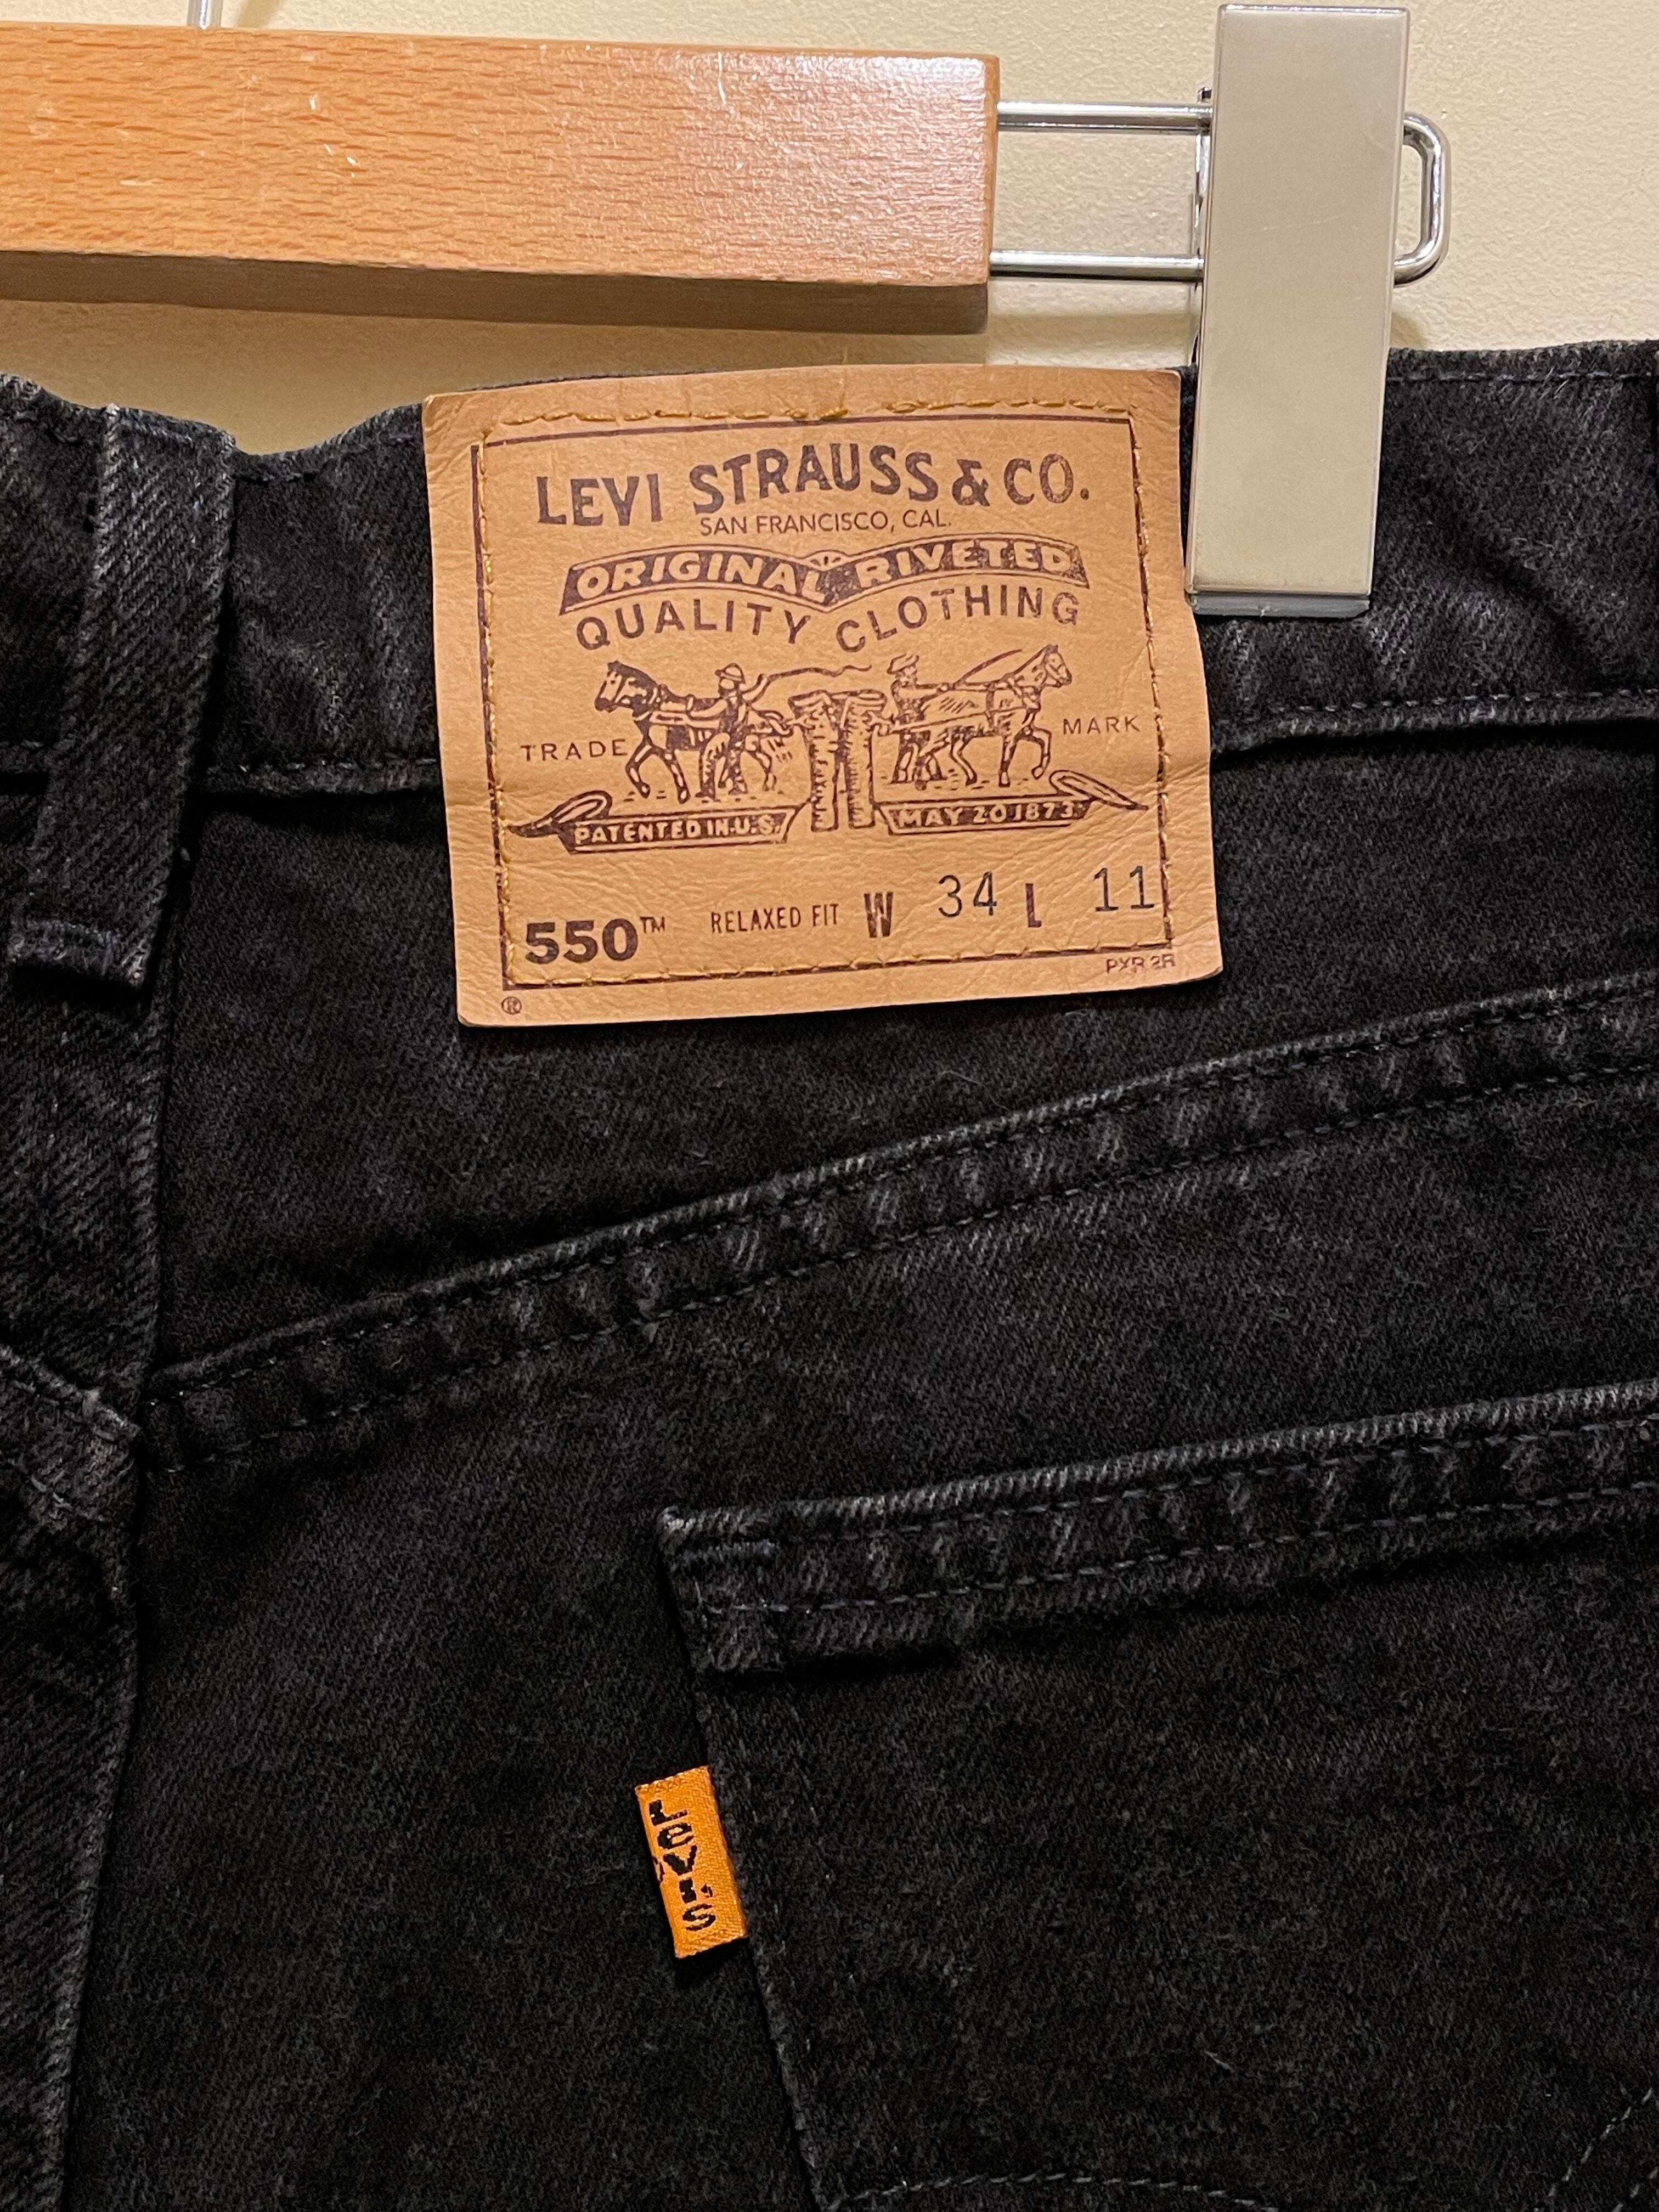 LEVI STRAUSS & CO.
SAN FRANCISCO, CAL.
ORIGINAL RIVETED
QUALITY CLOTHING
TRADE MARK
PATENTED IN U.S. MAY 20 1873
550™ RELAXED FIT W 34 L 11
PXR 2R
®
LeVI'S